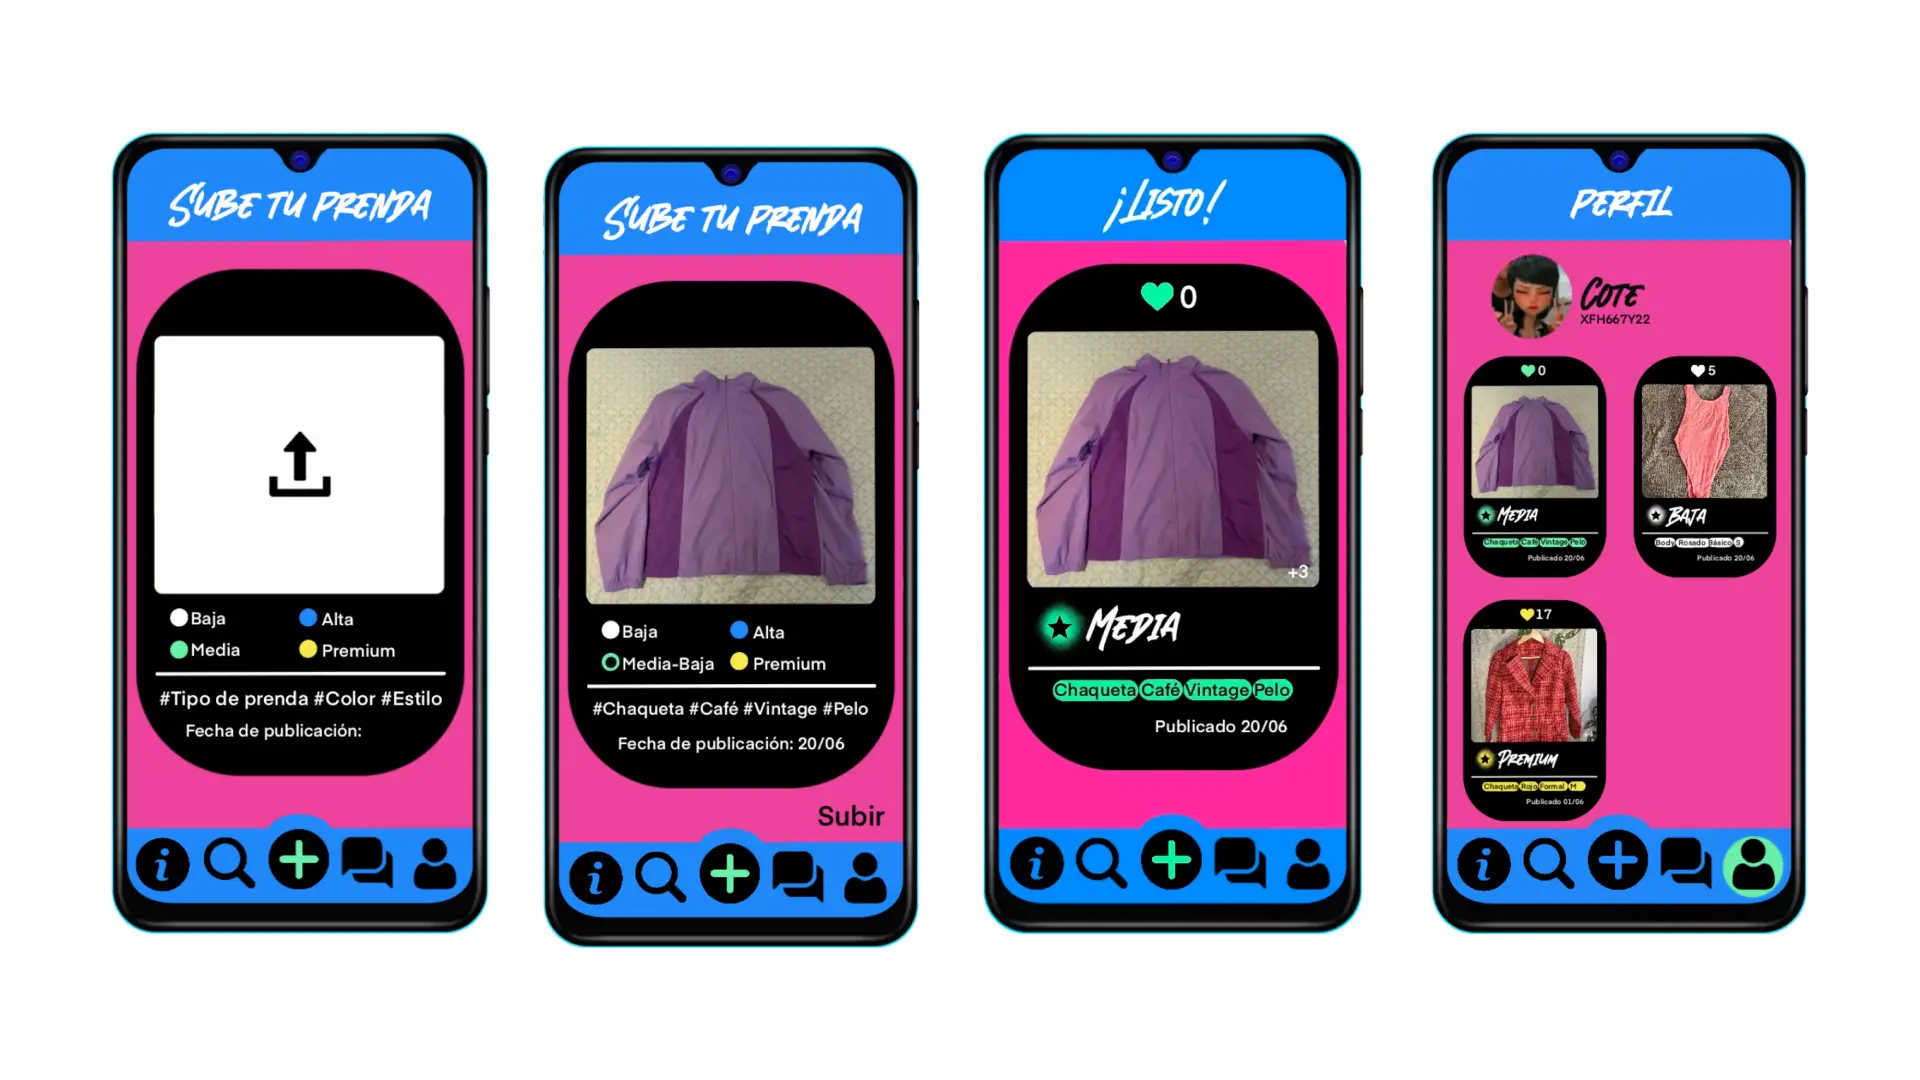 SUBE TU PRENDA
Baja
Alta
Media
Premium
#Tipo de prenda #Color #Estilo
Fecha de publicación:
SUBE TU PRENDA
Baja
Alta
Media-Baja
Premium
#Chaqueta #Café #Vintage #Pelo
Fecha de publicación: 20/06
Subir
¡LISTO!
0
+3
MEDIA
Chaqueta Café Vintage Pelo
Publicado 20/06
PERFIL
COTE
XFH667Y22
0
MEDIA
Chaqueta Café Vintage Pelo
Publicado 20/06
5
BAJA
Body Rosado Básico S
Publicado 20/06
17
PREMIUM
Chaqueta Rojo Formal M
Publicado 01/06